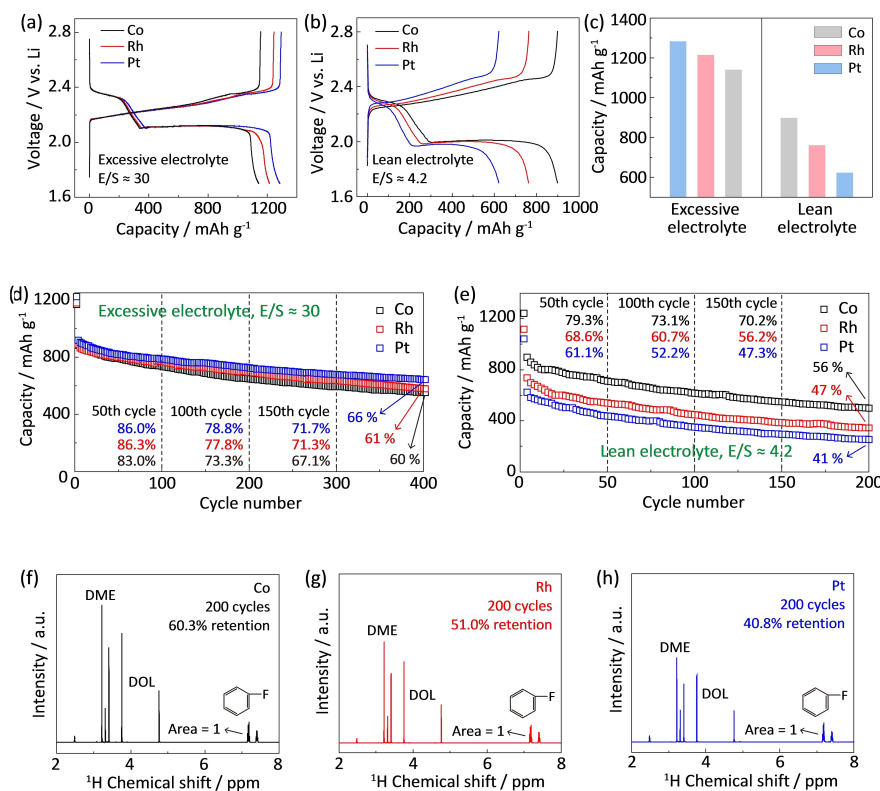 (a)
Co
Rh
Pt
Excessive electrolyte
E/S ≈ 30
Voltage / V vs. Li
2.8
2.4
2.0
1.6
0 400 800 1200
Capacity / mAh g⁻¹
(b)
Co
Rh
Pt
Lean electrolyte
E/S ≈ 4.2
Voltage / V vs. Li
2.8
2.4
2.0
1.6
0 200 400 600 800 1000
Capacity / mAh g⁻¹
(c)
Co
Rh
Pt
Capacity / mAh g⁻¹
1400
1200
1000
800
600
Excessive
electrolyte
Lean
electrolyte
(d)
Excessive electrolyte, E/S ≈ 30
Co
Rh
Pt
Capacity / mAh g⁻¹
1200
800
400
0
50th cycle 100th cycle 150th cycle
86.0% 78.8% 71.7%
86.3% 77.8% 71.3%
83.0% 73.3% 67.1%
66 %
61 %
60 %
0 100 200 300 400
Cycle number
(e)
50th cycle 100th cycle 150th cycle
79.3% 73.1% 70.2%
68.6% 60.7% 56.2%
61.1% 52.2% 47.3%
Co
Rh
Pt
56 %
47 %
41 %
Lean electrolyte, E/S ≈ 4.2
Capacity / mAh g⁻¹
1200
800
400
0
0 50 100 150 200
Cycle number
(f)
Co
200 cycles
60.3% retention
DME
DOL
F
Area = 1
Intensity / a.u.
2 4 6 8
¹H Chemical shift / ppm
(g)
Rh
200 cycles
51.0% retention
DME
DOL
F
Area = 1
Intensity / a.u.
2 4 6 8
¹H Chemical shift / ppm
(h)
Pt
200 cycles
40.8% retention
DME
DOL
F
Area = 1
Intensity / a.u.
2 4 6 8
¹H Chemical shift / ppm